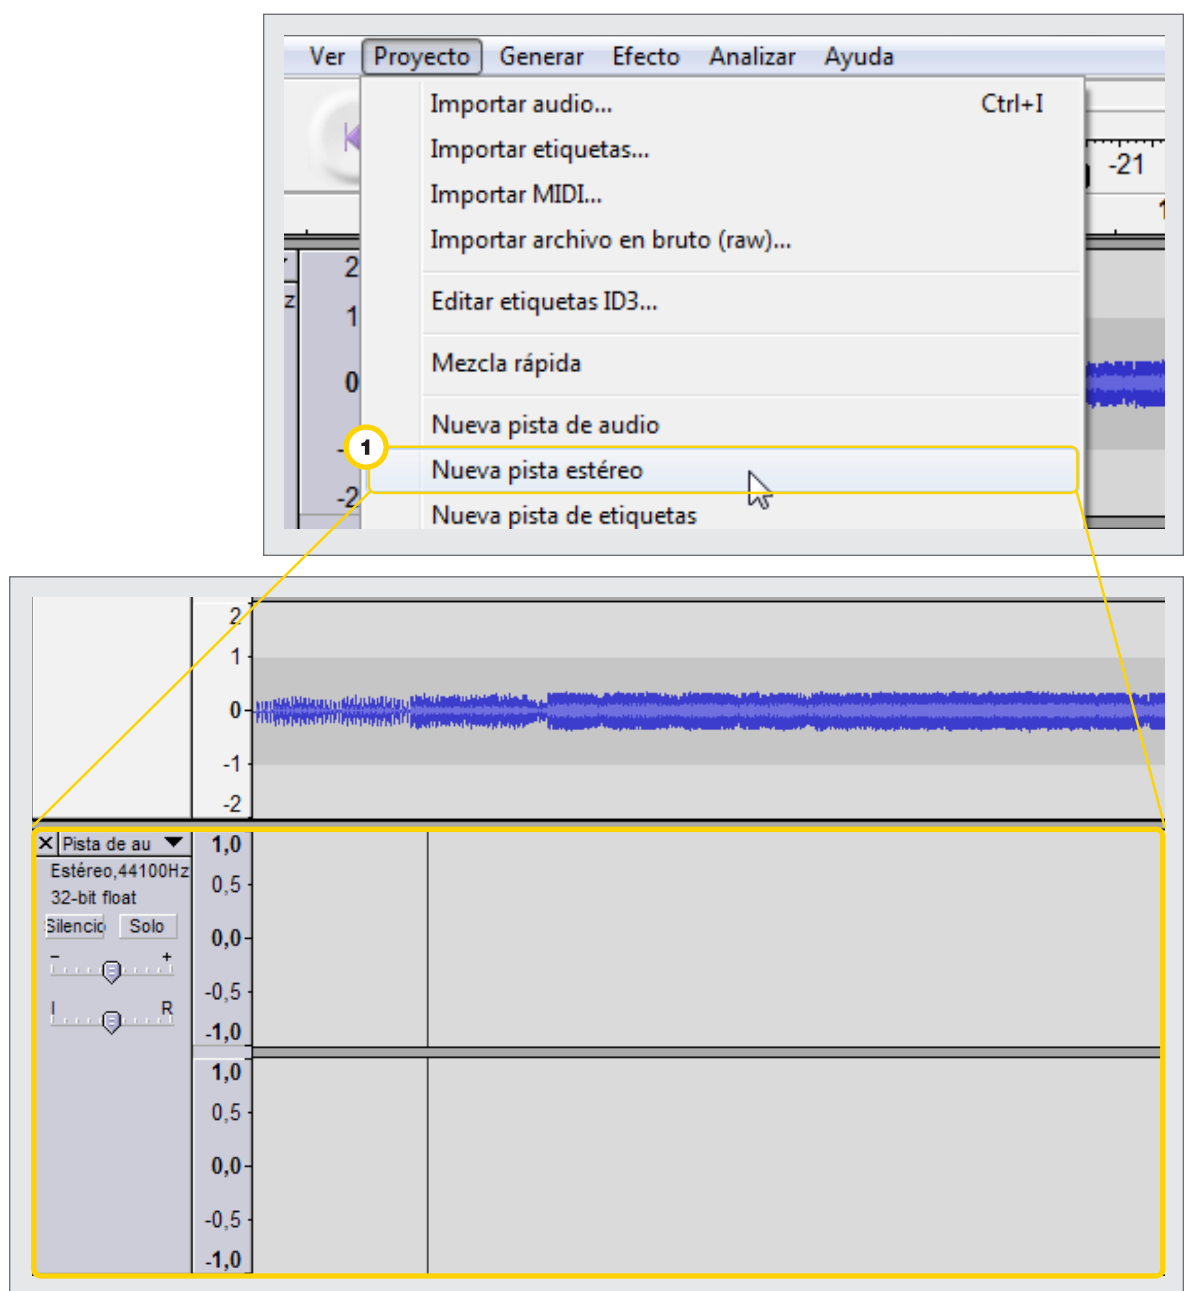 Ver Proyecto Generar Efecto Analizar Ayuda
Importar audio... Ctrl+I
Importar etiquetas...
-21
Importar MIDI...
1
Importar archivo en bruto (raw)...
2
z
Editar etiquetas ID3...
1
Mezcla rápida
0
Nueva pista de audio
-
1
Nueva pista estéreo
-2
Nueva pista de etiquetas
2
1
0
-1
-2
Pista de au 1,0
Estéreo,44100Hz
0,5
32-bit float
Silencio Solo
0,0
- +
-0,5
I R
-1,0
1,0
0,5
0,0
-0,5
-1,0